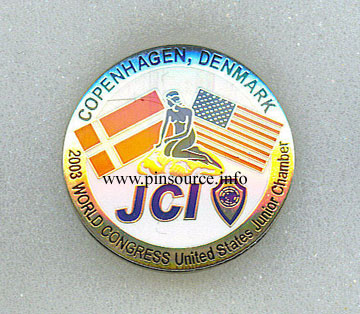 COPENHAGEN, DENMARK
www.pinsource.info
JCI
2003 WORLD CONGRESS United States Junior Chamber